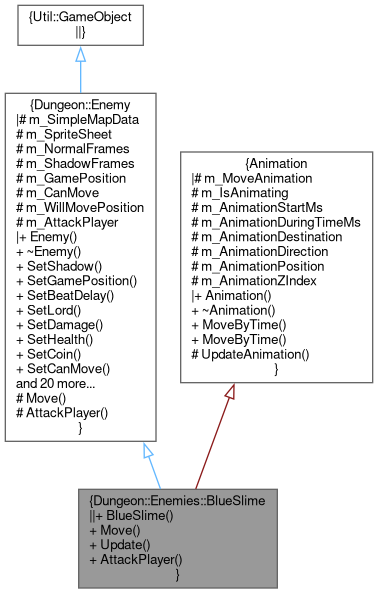 {Util::GameObject
||}
{Dungeon::Enemy
|# m_SimpleMapData
# m_SpriteSheet
# m_NormalFrames
# m_ShadowFrames
# m_GamePosition
# m_CanMove
# m_WillMovePosition
# m_AttackPlayer
|+ Enemy()
+ ~Enemy()
+ SetShadow()
+ SetGamePosition()
+ SetBeatDelay()
+ SetLord()
+ SetDamage()
+ SetHealth()
+ SetCoin()
+ SetCanMove()
and 20 more...
# Move()
# AttackPlayer()
}
{Animation
|# m_MoveAnimation
# m_IsAnimating
# m_AnimationStartMs
# m_AnimationDuringTimeMs
# m_AnimationDestination
# m_AnimationDirection
# m_AnimationPosition
# m_AnimationZIndex
|+ Animation()
+ ~Animation()
+ MoveByTime()
+ MoveByTime()
# UpdateAnimation()
}
{Dungeon::Enemies::BlueSlime
||+ BlueSlime()
+ Move()
+ Update()
+ AttackPlayer()
}